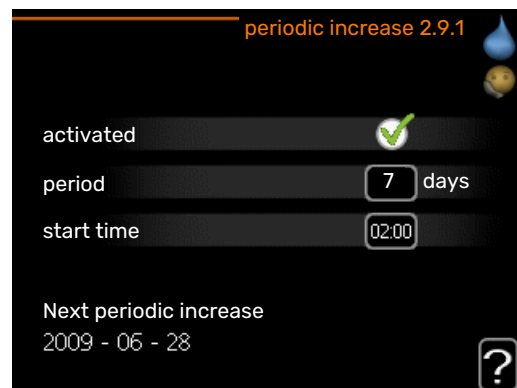 periodic increase 2.9.1
activated
period 7 days
start time 02:00
Next periodic increase
2009 - 06 - 28
?